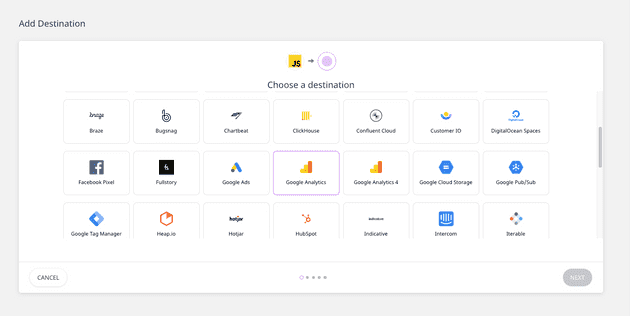 Add Destination
JS
Choose a destination
Braze
Braze
Bugsnag
Chartbeat
ClickHouse
Confluent Cloud
Customer IO
DigitalOcean Spaces
Facebook Pixel
Fullstory
Google Ads
Google Analytics
Google Analytics 4
Google Cloud Storage
Google Pub/Sub
hotjar
indicative
Google Tag Manager
Heap.io
Hotjar
HubSpot
Indicative
Intercom
Iterable
CANCEL
NEXT